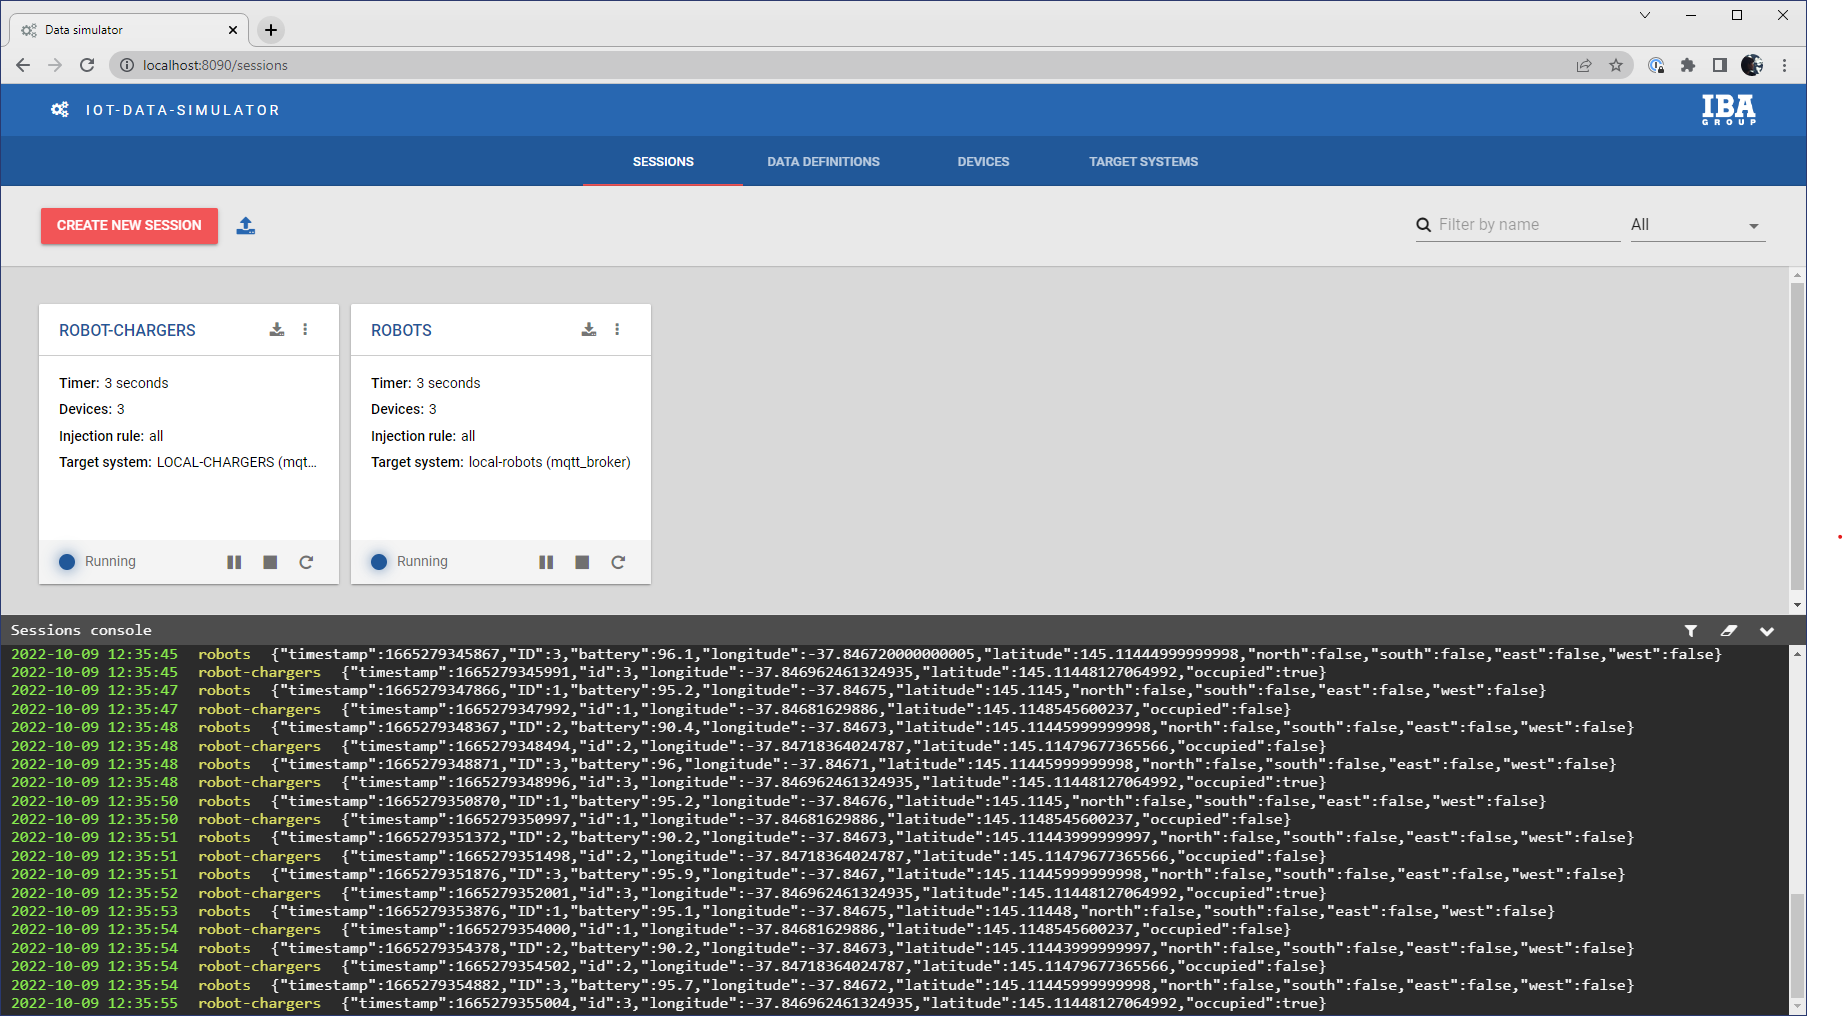 Data simulator
localhost:8090/sessions
IOT-DATA-SIMULATOR
IBA
GROUP
SESSIONS DATA DEFINITIONS DEVICES TARGET SYSTEMS
CREATE NEW SESSION
Filter by name
All
ROBOT-CHARGERS
Timer: 3 seconds
Devices: 3
Injection rule: all
Target system: LOCAL-CHARGERS (mqt...
Running
ROBOTS
Timer: 3 seconds
Devices: 3
Injection rule: all
Target system: local-robots (mqtt_broker)
Running
Sessions console
2022-10-09 12:35:45 robots {"timestamp":1665279345867,"ID":3,"battery":96.1,"longitude":-37.846720000000005,"latitude":145.11444999999998,"north":false,"south":false,"east":false,"west":false}
2022-10-09 12:35:45 robot-chargers {"timestamp":1665279345991,"id":3,"longitude":-37.846962461324935,"latitude":145.11448127064992,"occupied":true}
2022-10-09 12:35:47 robots {"timestamp":1665279347866,"ID":1,"battery":95.2,"longitude":-37.84675,"latitude":145.1145,"north":false,"south":false,"east":false,"west":false}
2022-10-09 12:35:47 robot-chargers {"timestamp":1665279347992,"id":1,"longitude":-37.84681629886,"latitude":145.1148545600237,"occupied":false}
2022-10-09 12:35:48 robots {"timestamp":1665279348367,"ID":2,"battery":90.4,"longitude":-37.84673,"latitude":145.11445999999998,"north":false,"south":false,"east":false,"west":false}
2022-10-09 12:35:48 robot-chargers {"timestamp":1665279348494,"id":2,"longitude":-37.84718364024787,"latitude":145.11479677365566,"occupied":false}
2022-10-09 12:35:48 robots {"timestamp":1665279348871,"ID":3,"battery":96,"longitude":-37.84671,"latitude":145.11445999999998,"north":false,"south":false,"east":false,"west":false}
2022-10-09 12:35:48 robot-chargers {"timestamp":1665279348996,"id":3,"longitude":-37.846962461324935,"latitude":145.11448127064992,"occupied":true}
2022-10-09 12:35:50 robots {"timestamp":1665279350870,"ID":1,"battery":95.2,"longitude":-37.84676,"latitude":145.1145,"north":false,"south":false,"east":false,"west":false}
2022-10-09 12:35:50 robot-chargers {"timestamp":1665279350997,"id":1,"longitude":-37.84681629886,"latitude":145.1148545600237,"occupied":false}
2022-10-09 12:35:51 robots {"timestamp":1665279351372,"ID":2,"battery":90.2,"longitude":-37.84673,"latitude":145.11443999999997,"north":false,"south":false,"east":false,"west":false}
2022-10-09 12:35:51 robot-chargers {"timestamp":1665279351498,"id":2,"longitude":-37.84718364024787,"latitude":145.11479677365566,"occupied":false}
2022-10-09 12:35:51 robots {"timestamp":1665279351876,"ID":3,"battery":95.9,"longitude":-37.8467,"latitude":145.11445999999998,"north":false,"south":false,"east":false,"west":false}
2022-10-09 12:35:52 robot-chargers {"timestamp":1665279352001,"id":3,"longitude":-37.846962461324935,"latitude":145.11448127064992,"occupied":true}
2022-10-09 12:35:53 robots {"timestamp":1665279353876,"ID":1,"battery":95.1,"longitude":-37.84675,"latitude":145.11448,"north":false,"south":false,"east":false,"west":false}
2022-10-09 12:35:54 robot-chargers {"timestamp":1665279354000,"id":1,"longitude":-37.84681629886,"latitude":145.1148545600237,"occupied":false}
2022-10-09 12:35:54 robots {"timestamp":1665279354378,"ID":2,"battery":90.2,"longitude":-37.84673,"latitude":145.11443999999997,"north":false,"south":false,"east":false,"west":false}
2022-10-09 12:35:54 robot-chargers {"timestamp":1665279354502,"id":2,"longitude":-37.84718364024787,"latitude":145.11479677365566,"occupied":false}
2022-10-09 12:35:54 robots {"timestamp":1665279354882,"ID":3,"battery":95.7,"longitude":-37.84672,"latitude":145.11445999999998,"north":false,"south":false,"east":false,"west":false}
2022-10-09 12:35:55 robot-chargers {"timestamp":1665279355004,"id":3,"longitude":-37.846962461324935,"latitude":145.11448127064992,"occupied":true}